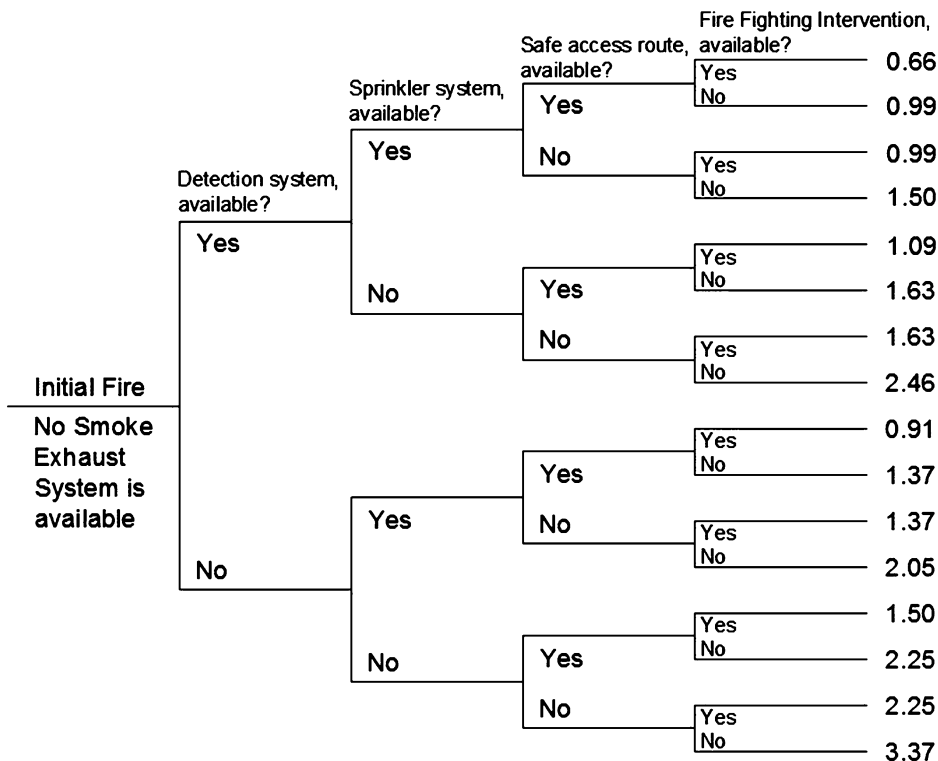 Fire Fighting Intervention,
available?
Safe access route,
available?
Sprinkler system,
available?
Detection system,
available?
Initial Fire
No Smoke
Exhaust
System is
available
Yes
No
Yes
No
Yes
No
Yes
No
Yes
No
Yes
No
Yes
No
Yes 0.66
No 0.99
Yes 0.99
No 1.50
Yes 1.09
No 1.63
Yes 1.63
No 2.46
Yes 0.91
No 1.37
Yes 1.37
No 2.05
Yes 1.50
No 2.25
Yes 2.25
No 3.37